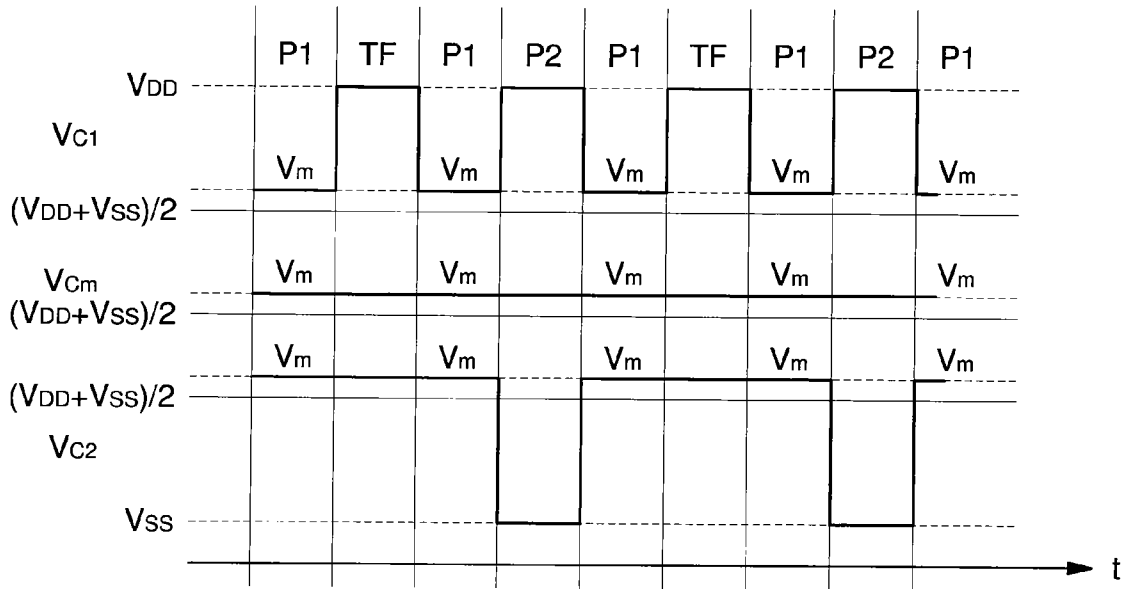 P1 TF P1 P2 P1 TF P1 P2 P1
VDD
VC1
Vm Vm Vm Vm Vm
(VDD+VSS)/2
Vm Vm Vm Vm Vm
VCm
(VDD+VSS)/2
Vm Vm Vm Vm Vm
(VDD+VSS)/2
VC2
VSS
t